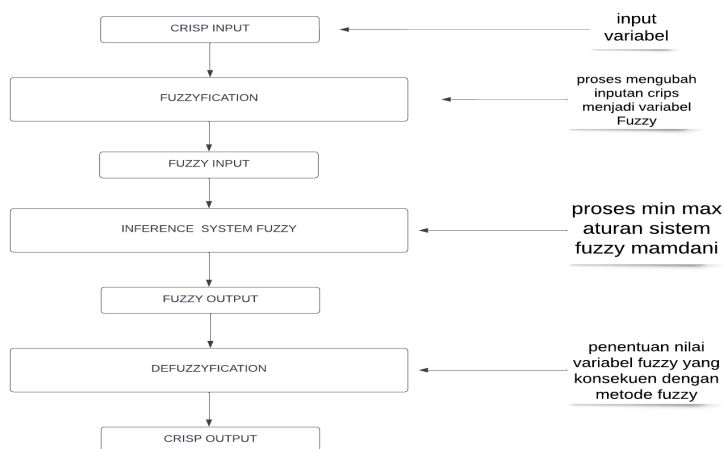 CRISP INPUT
input
variabel
FUZZYFICATION
proses mengubah
inputan crips
menjadi variabel
Fuzzy
FUZZY INPUT
INFERENCE SYSTEM FUZZY
proses min max
aturan sistem
fuzzy mamdani
FUZZY OUTPUT
DEFUZZYFICATION
penentuan nilai
variabel fuzzy yang
konsekuen dengan
metode fuzzy
CRISP OUTPUT